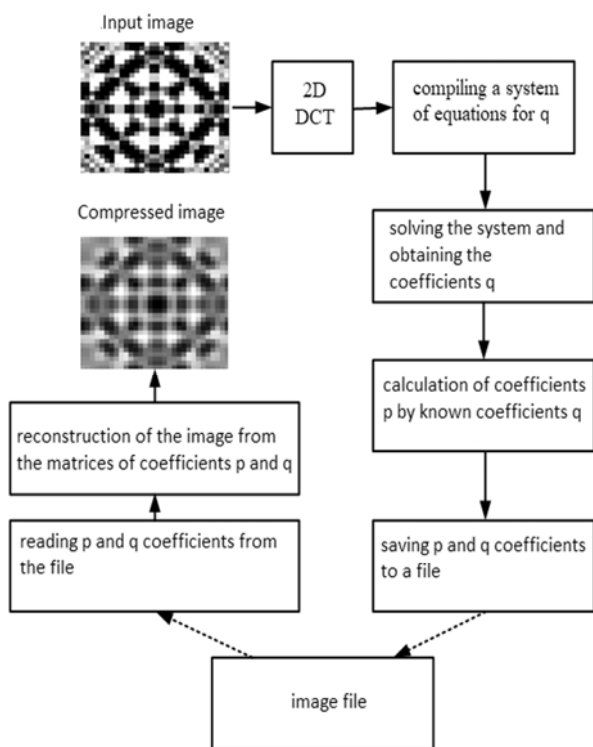 Input image
2D
DCT
compiling a system
of equations for q
solving the system and
obtaining the
coefficients q
calculation of coefficients
p by known coefficients q
saving p and q coefficients
to a file
image file
reading p and q coefficients from
the file
reconstruction of the image from
the matrices of coefficients p and q
Compressed image